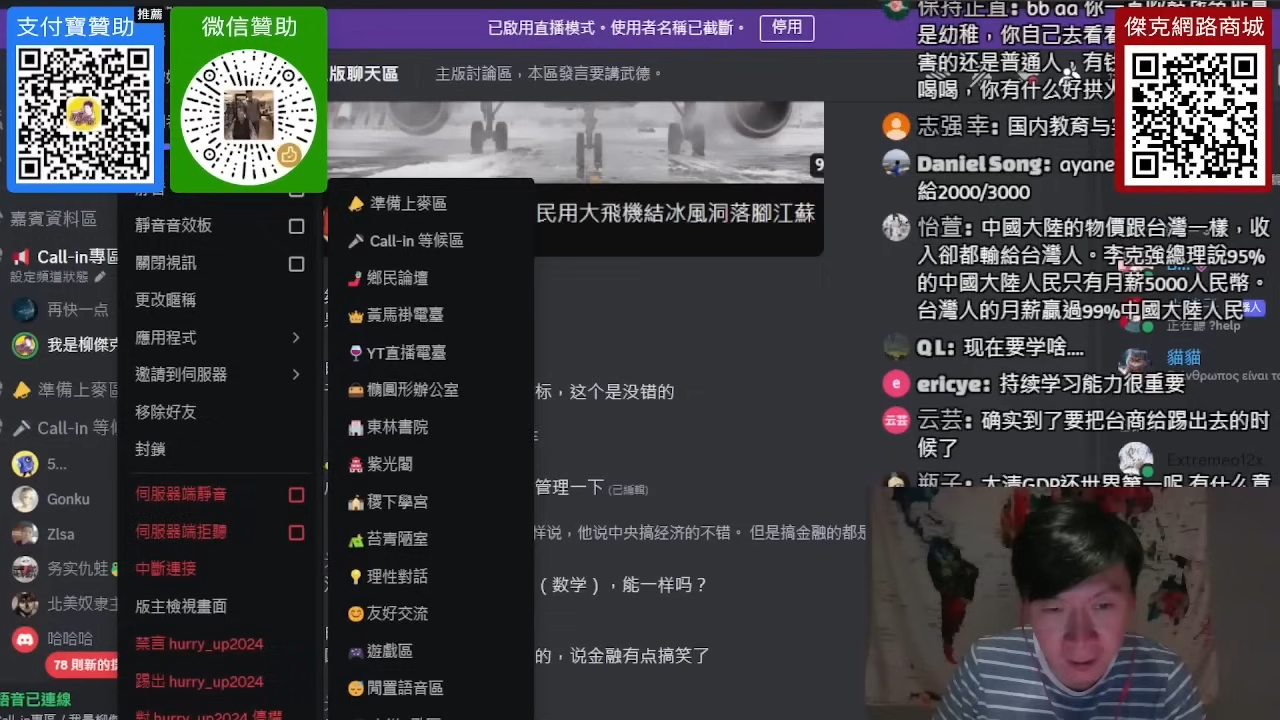 支付寶贊助
推薦
微信贊助
已啟用直播模式。使用者名稱已截斷。
停用
傑克網路商城
版聊天區
主版討論區，本區發言要講武德。
民用大飛機結冰風洞落腳江蘇
嘉賓資料區
Call-in專區
設定頻道狀態
再快一点
我是柳傑克
準備上麥區
Call-in 等候
5...
Gonku
Zlsa
务实仇蛙
北美奴隶主
哈哈哈
78 則新的
語音已連線
靜音音效板
關閉視訊
更改暱稱
應用程式
邀請到伺服器
移除好友
封鎖
伺服器端靜音
伺服器端拒聽
中斷連接
版主檢視畫面
禁言 hurry_up2024
踢出 hurry_up2024
對 hurry_up2024 停權
準備上麥區
Call-in 等候區
鄉民論壇
黃馬褂電臺
YT直播電臺
橢圓形辦公室
東林書院
紫光閣
稷下學宮
苔青陋室
理性對話
友好交流
遊戲區
閒置語音區
标，这个是没错的
管理一下 (已編輯)
样说，他说中央搞经济的不错。 但是搞金融的都是
（数学），能一样吗？
的，说金融有点搞笑了
保持正直: bb aa 你一
是幼稚，你自己去看看
害的还是普通人，有钱
喝喝，你有什么好拱火
志强 幸: 国内教育与
Daniel Song: ayane
給2000/3000
怡萱: 中國大陸的物價跟台灣一樣，收
入卻都輸給台灣人。李克強總理說95%
的中國大陸人民只有月薪5000人民幣。
台灣人的月薪贏過99%中國大陸人民
正在聽 ?help
Q L: 现在要学啥....
貓貓
ericye: 持续学习能力很重要
云芸: 确实到了要把台商给踢出去的时
候了
Extremeo12x
瓶子: 大清GDP还世界第一呢 有什么意